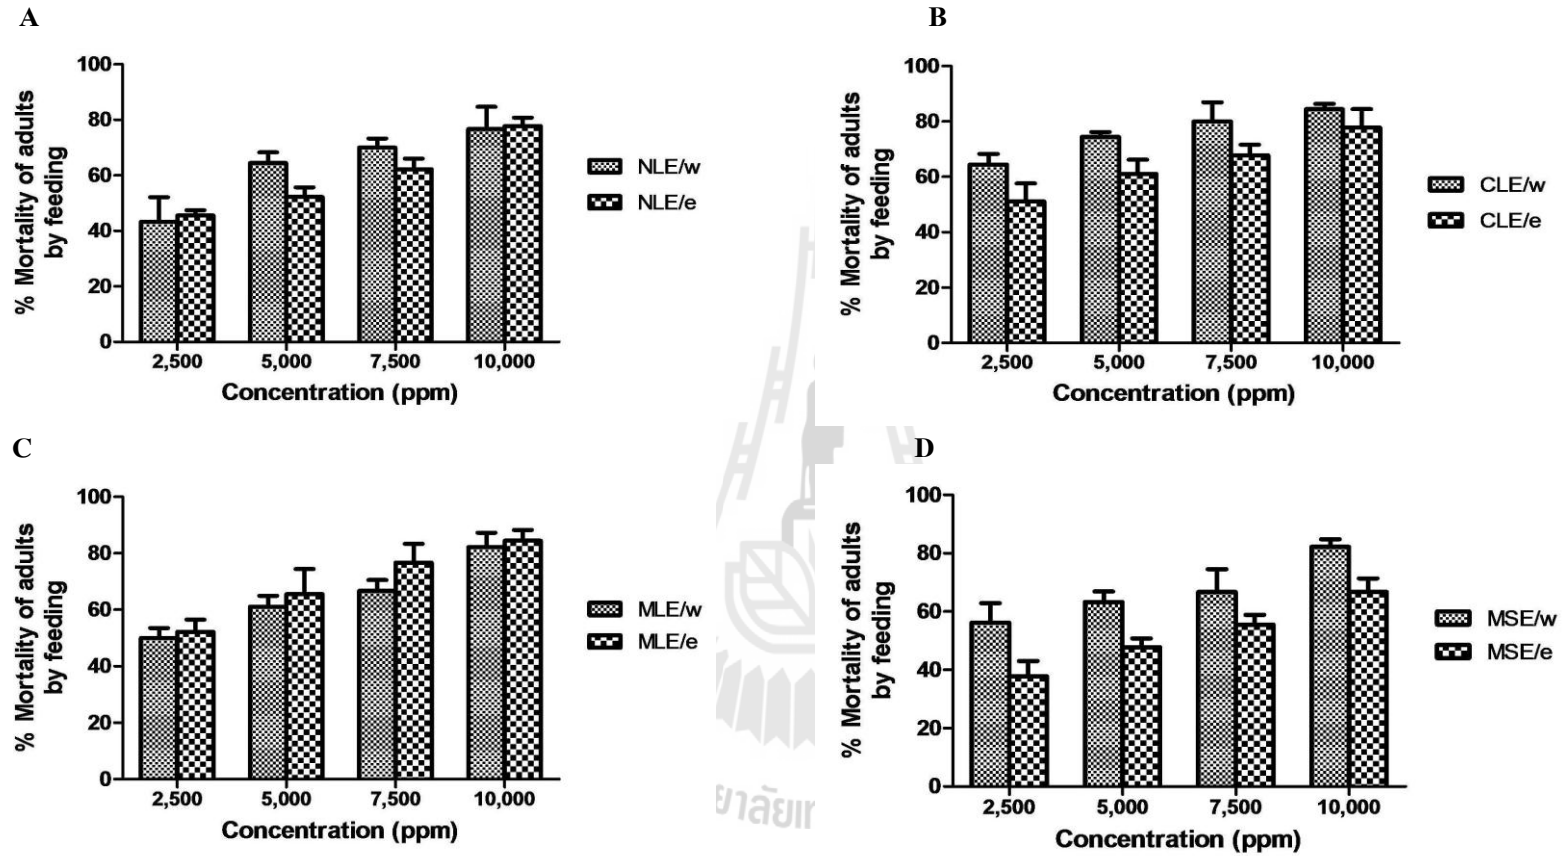 A
% Mortality of adults
by feeding
100
80
60
40
20
0
2,500 5,000 7,500 10,000
Concentration (ppm)
NLE/w
NLE/e
B
% Mortality of adults
by feeding
100
80
60
40
20
0
2,500 5,000 7,500 10,000
Concentration (ppm)
CLE/w
CLE/e
C
% Mortality of adults
by feeding
100
80
60
40
20
0
2,500 5,000 7,500 10,000
Concentration (ppm)
MLE/w
MLE/e
D
% Mortality of adults
by feeding
100
80
60
40
20
0
2,500 5,000 7,500 10,000
Concentration (ppm)
MSE/w
MSE/e